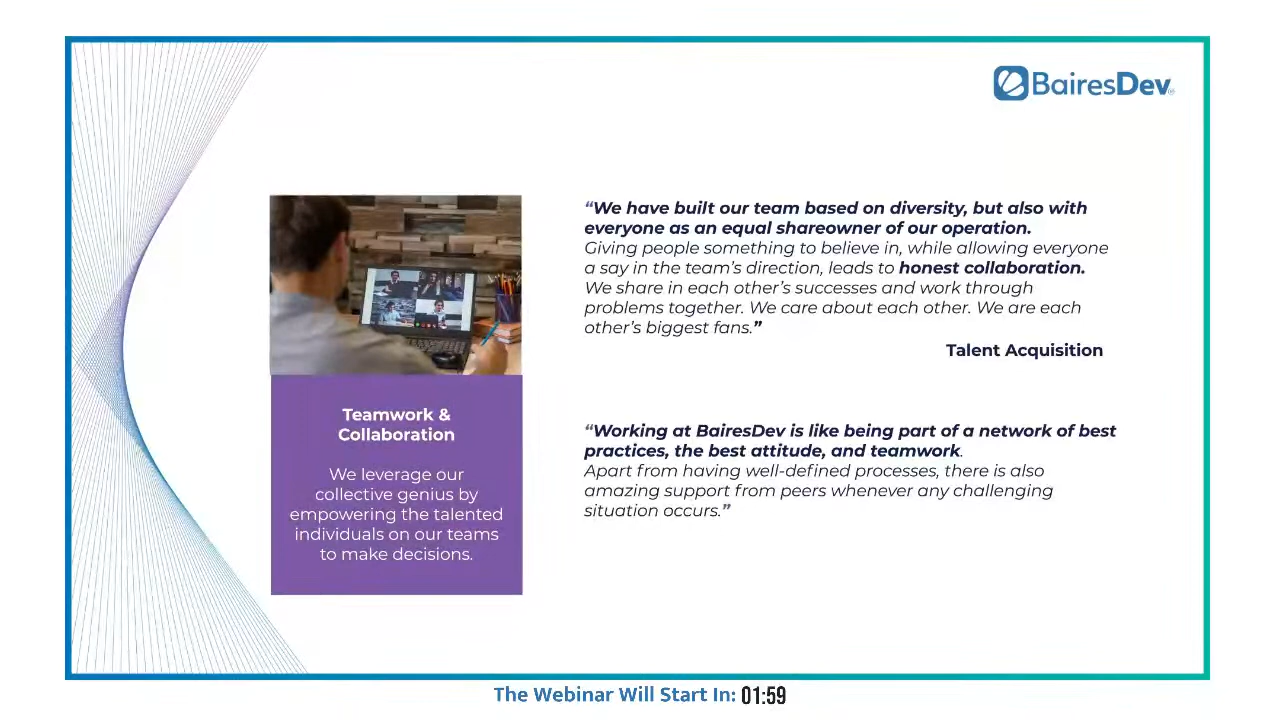 BairesDev
“We have built our team based on diversity, but also with
everyone as an equal shareowner of our operation.
Giving people something to believe in, while allowing everyone
a say in the team’s direction, leads to honest collaboration.
We share in each other’s successes and work through
problems together. We care about each other. We are each
other’s biggest fans.”
Talent Acquisition
Teamwork &
Collaboration
We leverage our
collective genius by
empowering the talented
individuals on our teams
to make decisions.
“Working at BairesDev is like being part of a network of best
practices, the best attitude, and teamwork.
Apart from having well-defined processes, there is also
amazing support from peers whenever any challenging
situation occurs.”
The Webinar Will Start In: 01:59